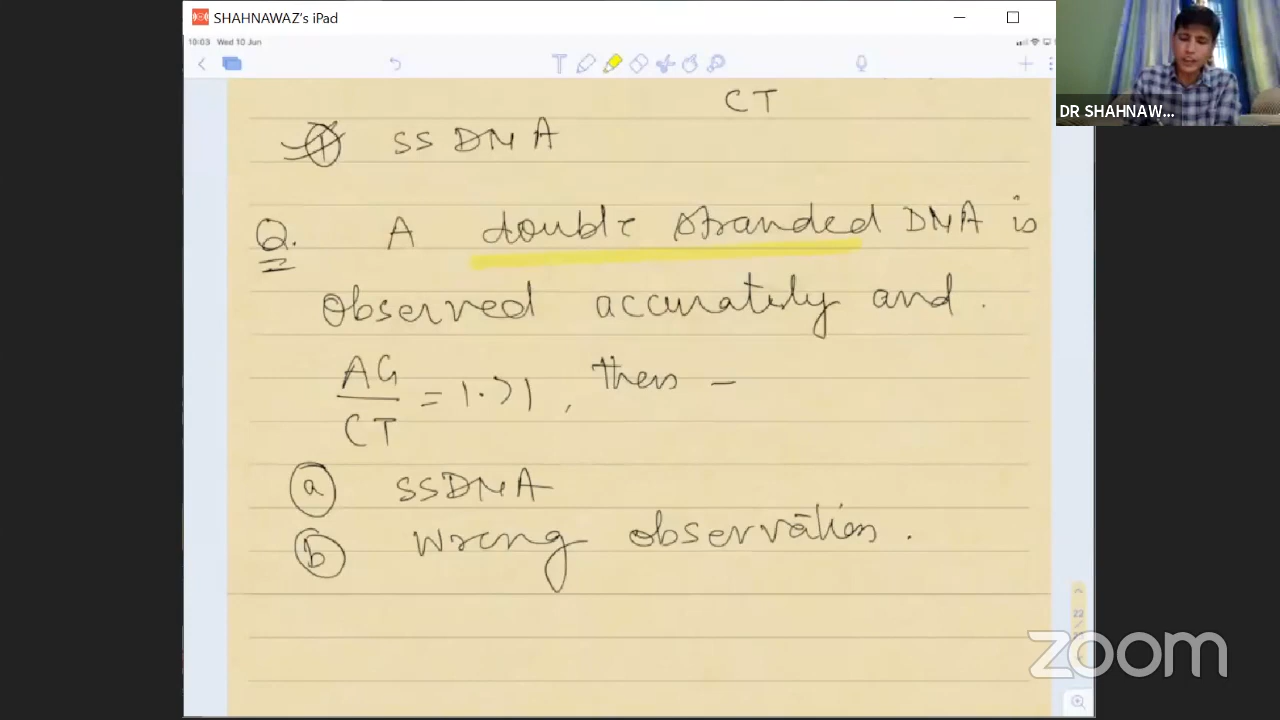 SHAHNAWAZ's iPad
10:03 Wed 10 Jun
DR SHAHNAW...
CT
SS DNA
Q. A double stranded DNA is
observed accurately and
AG
CT
= 1.71, then –
(a) SSDNA
(b) Wrong observation.
22
zoom